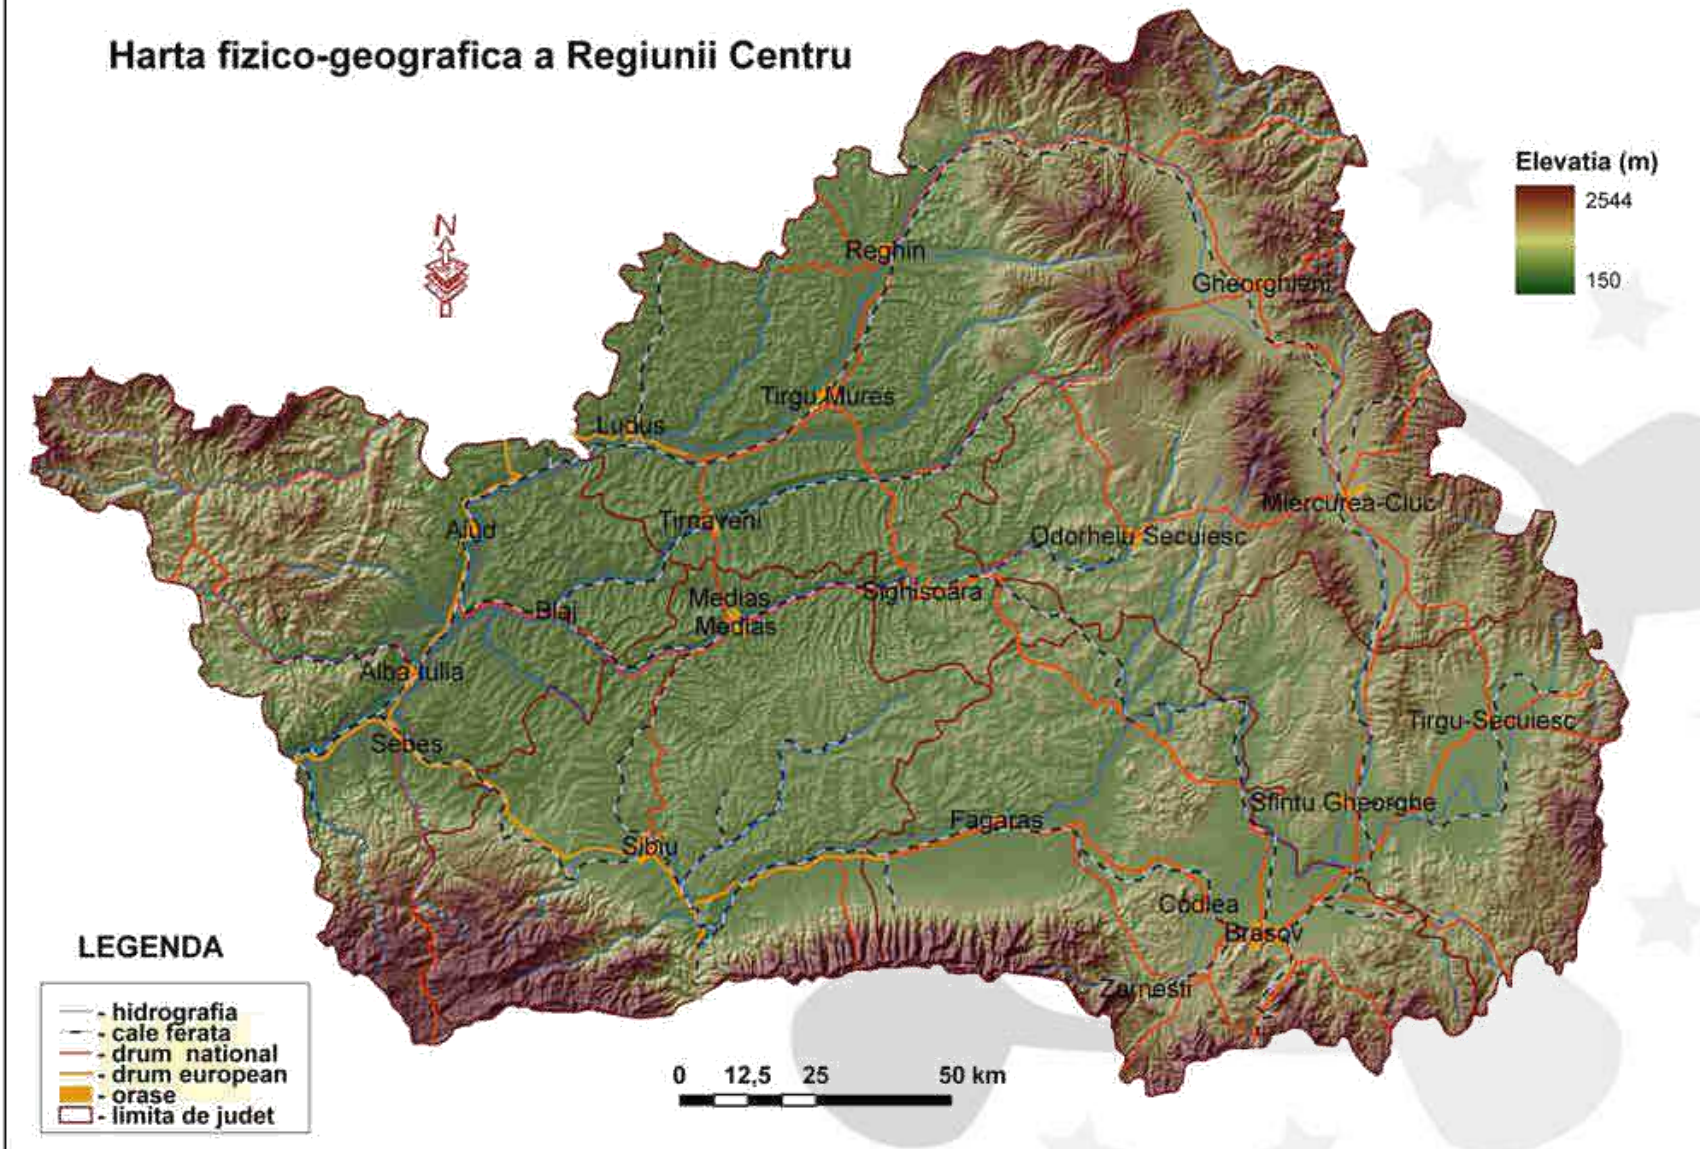 Harta fizico-geografica a Regiunii Centru
Elevatia (m)
2544
150
N
Reghin
Gheorghieni
Tirgu Mures
Ludus
Miercurea-Ciuc
Tirnaveni
Aiud
Odorheiu Secuiesc
Sighisoara
Medias
Blaj
Medias
Alba Iulia
Tirgu-Secuiesc
Sebes
Sfintu Gheorghe
Fagaras
Sibiu
Codlea
Brasov
Zarnesti
LEGENDA
- hidrografia
- cale ferata
- drum national
- drum european
- orase
- limita de judet
0 12,5 25 50 km